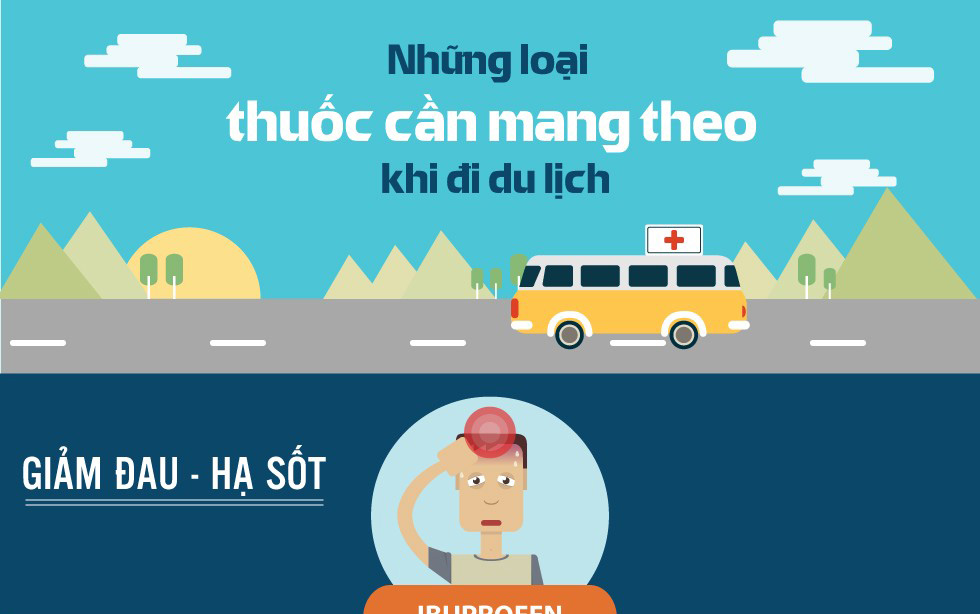 Những loại
thuốc cần mang theo
khi đi du lịch
GIẢM ĐAU - HẠ SỐT
IBUPROFEN